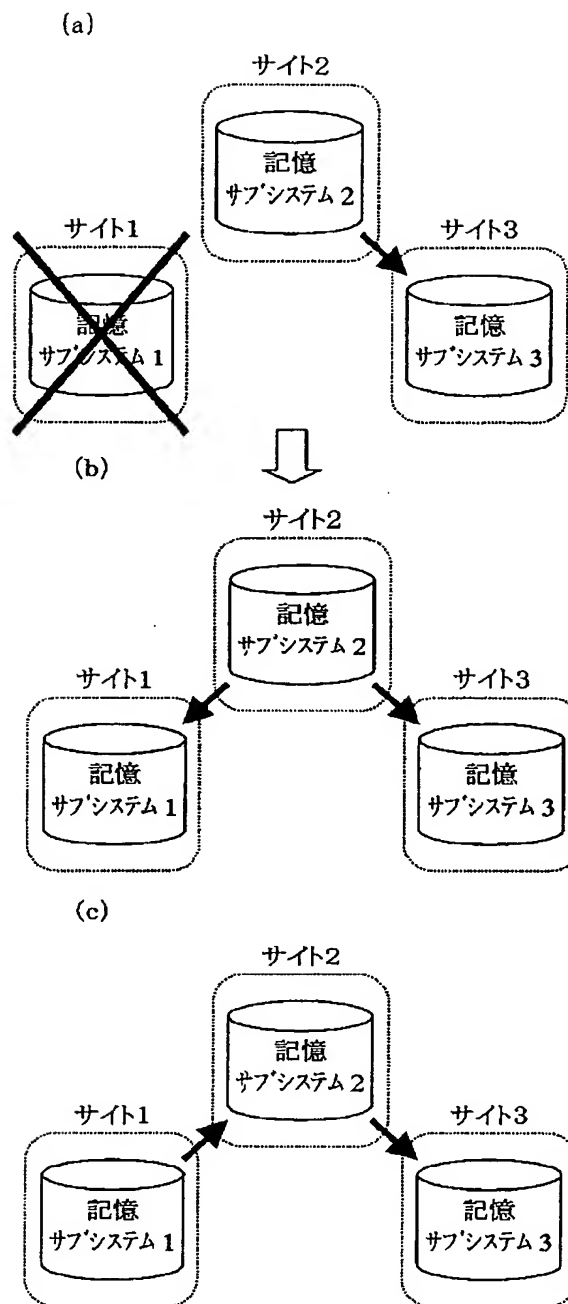 (a)
サイト2
記憶
サブシステム2
サイト1
記憶
サブシステム1
サイト3
記憶
サブシステム3
(b)
サイト2
記憶
サブシステム2
サイト1
記憶
サブシステム1
サイト3
記憶
サブシステム3
(c)
サイト2
記憶
サブシステム2
サイト1
記憶
サブシステム1
サイト3
記憶
サブシステム3